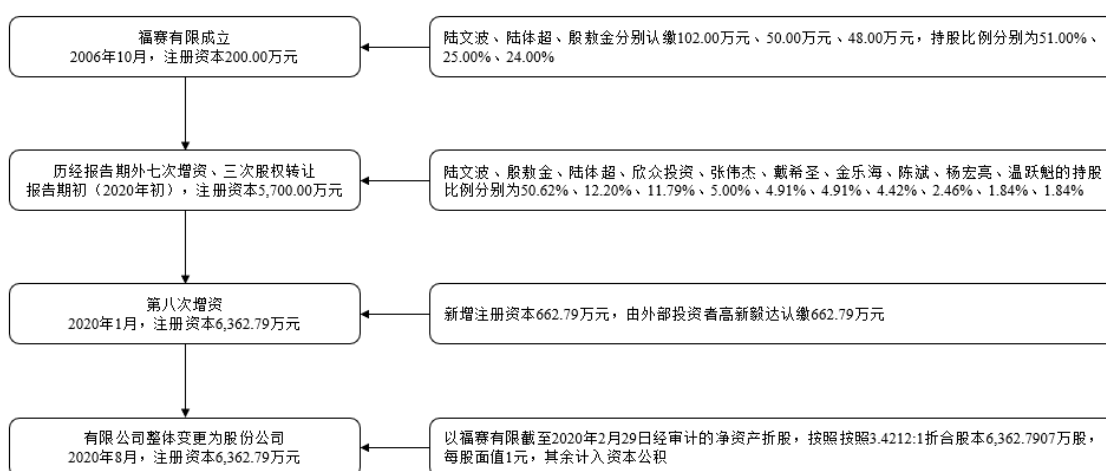 福赛有限成立
2006年10月，注册资本200.00万元
陆文波、陆体超、殷敖金分别认缴102.00万元、50.00万元、48.00万元，持股比例分别为51.00%、
25.00%、24.00%
历经报告期外七次增资、三次股权转让
报告期初（2020年初），注册资本5,700.00万元
陆文波、殷敖金、陆体超、欣众投资、张伟杰、戴希圣、金乐海、陈斌、杨宏亮、温跃魁的持股
比例分别为50.62%、12.20%、11.79%、5.00%、4.91%、4.91%、4.42%、2.46%、1.84%、1.84%
第八次增资
2020年1月，注册资本6,362.79万元
新增注册资本662.79万元，由外部投资者高新毅达认缴662.79万元
有限公司整体变更为股份公司
2020年8月，注册资本6,362.79万元
以福赛有限截至2020年2月29日经审计的净资产折股，按照按照3.4212:1折合股本6,362.7907万股，
每股面值1元，其余计入资本公积